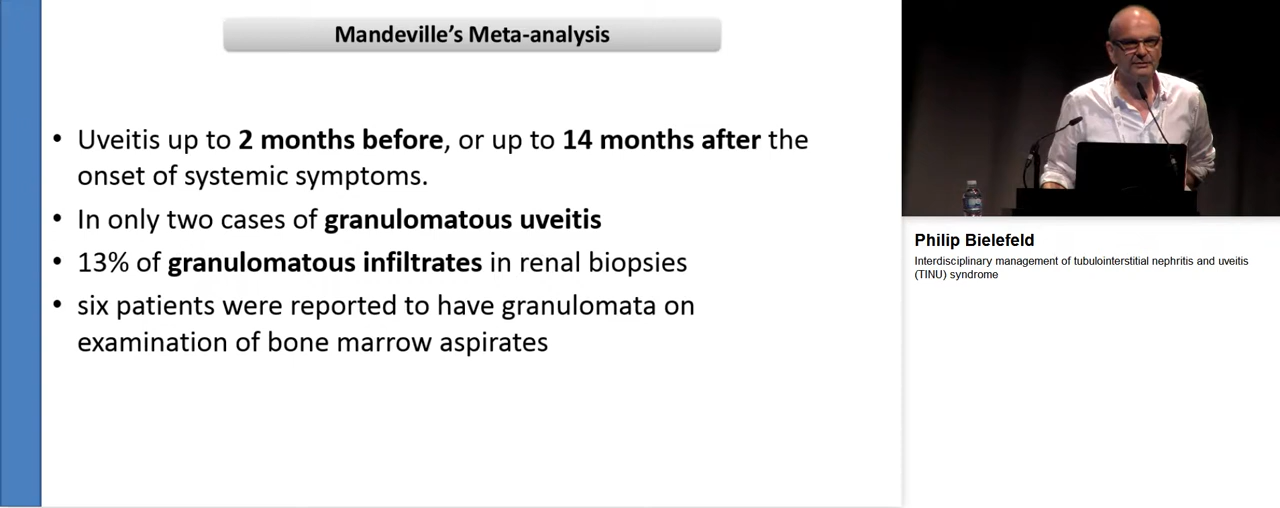 Mandeville's Meta-analysis
• Uveitis up to 2 months before, or up to 14 months after the
onset of systemic symptoms.
• In only two cases of granulomatous uveitis
• 13% of granulomatous infiltrates in renal biopsies
• six patients were reported to have granulomata on
examination of bone marrow aspirates
Philip Bielefeld
Interdisciplinary management of tubulointerstitial nephritis and uveitis
(TINU) syndrome